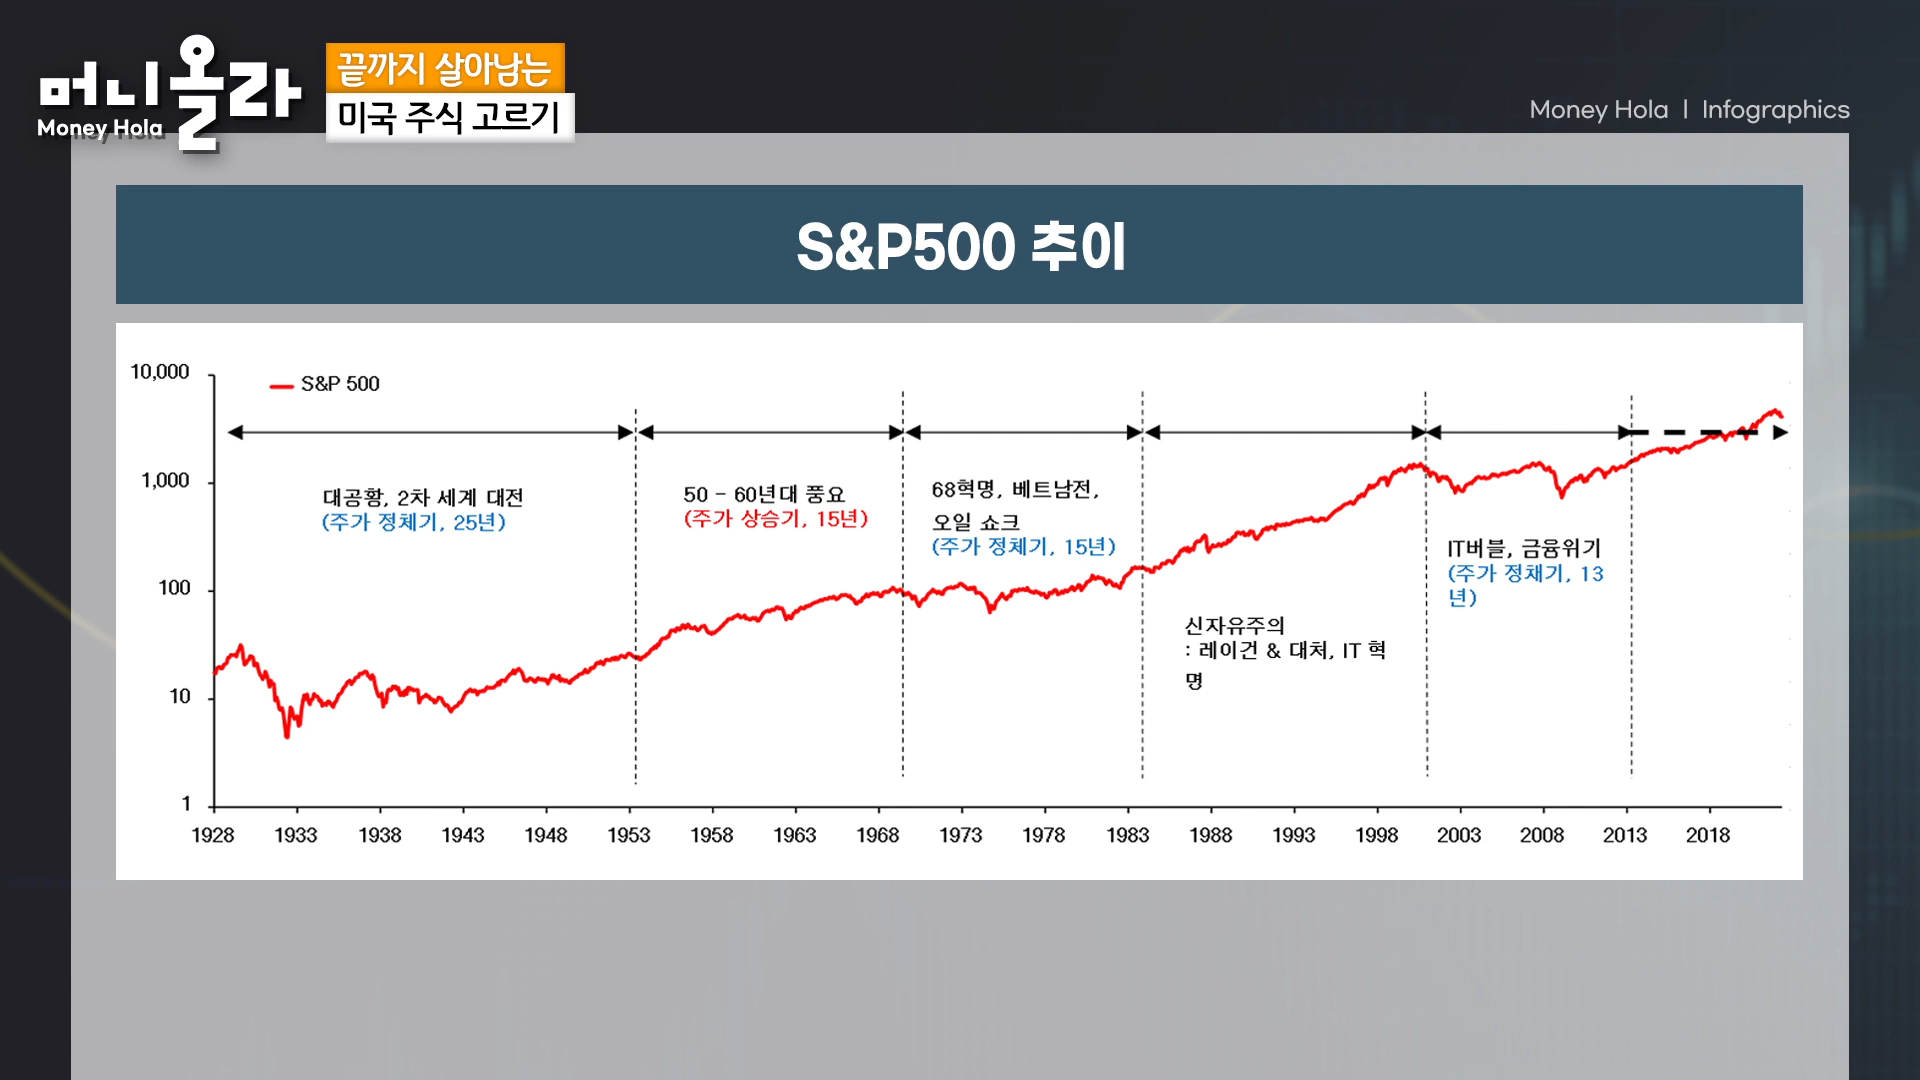 머니올라
Money Hola
끝까지 살아남는
미국 주식 고르기
Money Hola | Infographics
S&P500 추이
S&P 500
10,000
1,000
100
10
1
대공황, 2차 세계 대전
(주가 정체기, 25년)
50 - 60년대 풍요
(주가 상승기, 15년)
68혁명, 베트남전,
오일 쇼크
(주가 정체기, 15년)
신자유주의
: 레이건 & 대처, IT 혁
명
IT버블, 금융위기
(주가 정채기, 13
년)
1928 1933 1938 1943 1948 1953 1958 1963 1968 1973 1978 1983 1988 1993 1998 2003 2008 2013 2018